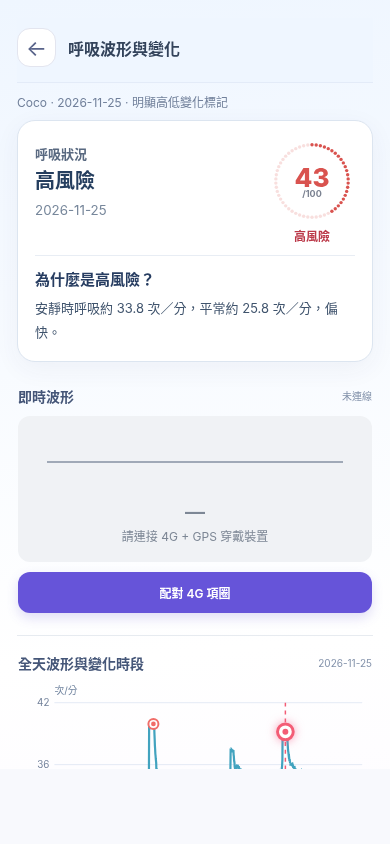 呼吸波形與變化
Coco · 2026-11-25 · 明顯高低變化標記
呼吸狀況
高風險
2026-11-25
43
/100
高風險
為什麼是高風險？
安靜時呼吸約 33.8 次／分，平常約 25.8 次／分，偏
快。
即時波形
未連線
—
請連接 4G + GPS 穿戴裝置
配對 4G 項圈
全天波形與變化時段
2026-11-25
次/分
42
36